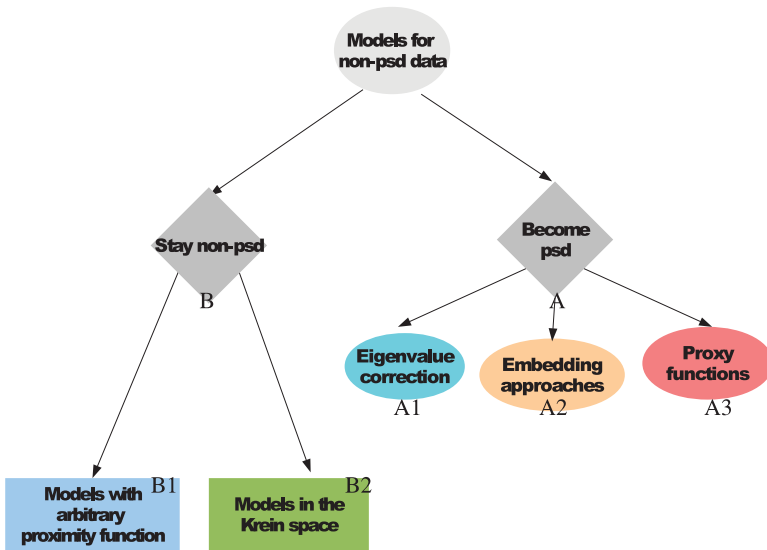 Models for
non-psd data
Stay non-psd
B
Become
psd
A
Eigenvalue
correction
A1
Embedding
approaches
A2
Proxy
functions
A3
B1
Models with
arbitrary
proximity function
B2
Models in the
Krein space